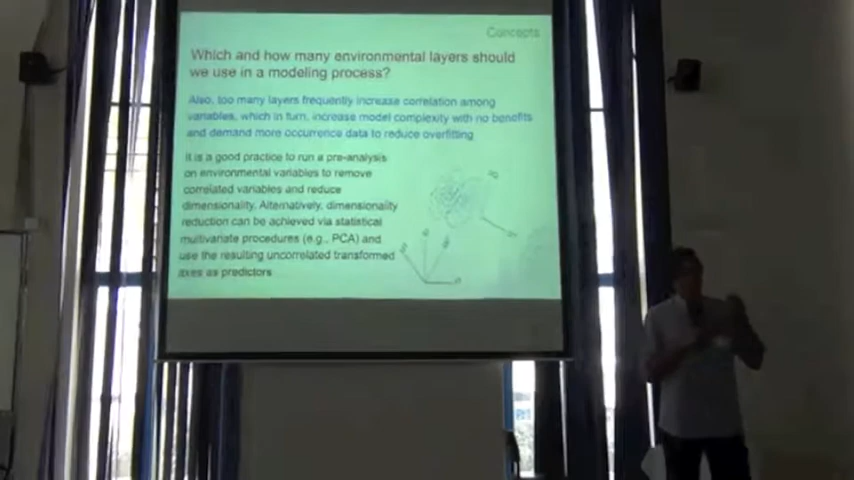 Concepts
Which and how many environmental layers should
we use in a modeling process?
Also, too many layers frequently increase correlation among
variables, which in turn, increase model complexity with no benefits
and demand more occurrence data to reduce overfitting
It is a good practice to run a pre-analysis
on environmental variables to remove
correlated variables and reduce
dimensionality. Alternatively, dimensionality
reduction can be achieved via statistical
multivariate procedures (e.g., PCA) and
use the resulting uncorrelated transformed
axes as predictors